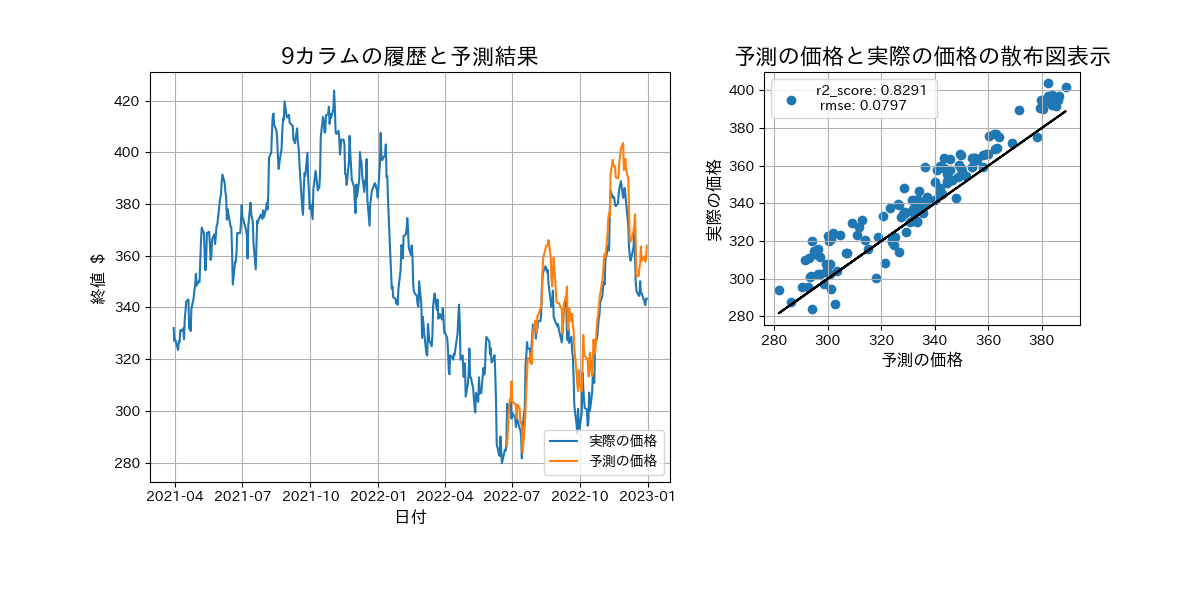 9カラムの履歴と予測結果
420
400
380
360
340
320
300
280
終値 $
2021-04 2021-07 2021-10 2022-01 2022-04 2022-07 2022-10 2023-01
日付
実際の価格
予測の価格
予測の価格と実際の価格の散布図表示
r2_score: 0.8291
rmse: 0.0797
400
380
360
340
320
300
280
実際の価格
280 300 320 340 360 380
予測の価格